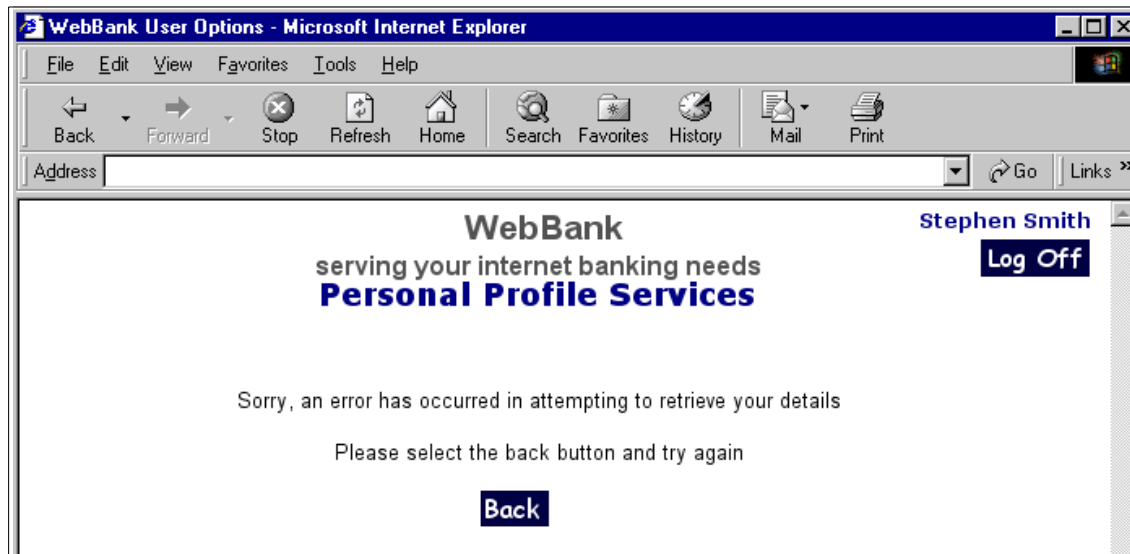 WebBank User Options - Microsoft Internet Explorer
File Edit View Favorites Tools Help
Back Forward Stop Refresh Home Search Favorites History Mail Print
Address Go Links »
WebBank
Stephen Smith
Log Off
serving your internet banking needs
Personal Profile Services
Sorry, an error has occurred in attempting to retrieve your details
Please select the back button and try again
Back